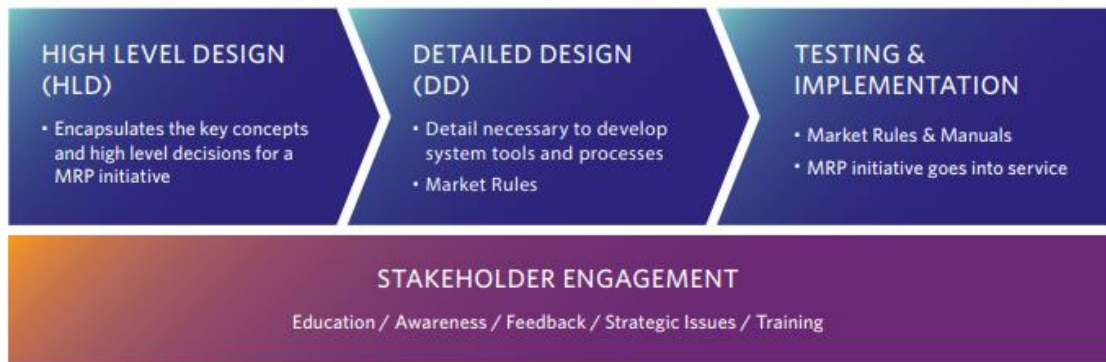 HIGH LEVEL DESIGN
(HLD)
• Encapsulates the key concepts
and high level decisions for a
MRP initiative
DETAILED DESIGN
(DD)
• Detail necessary to develop
system tools and processes
• Market Rules
TESTING &
IMPLEMENTATION
• Market Rules & Manuals
• MRP initiative goes into service
STAKEHOLDER ENGAGEMENT
Education / Awareness / Feedback / Strategic Issues / Training